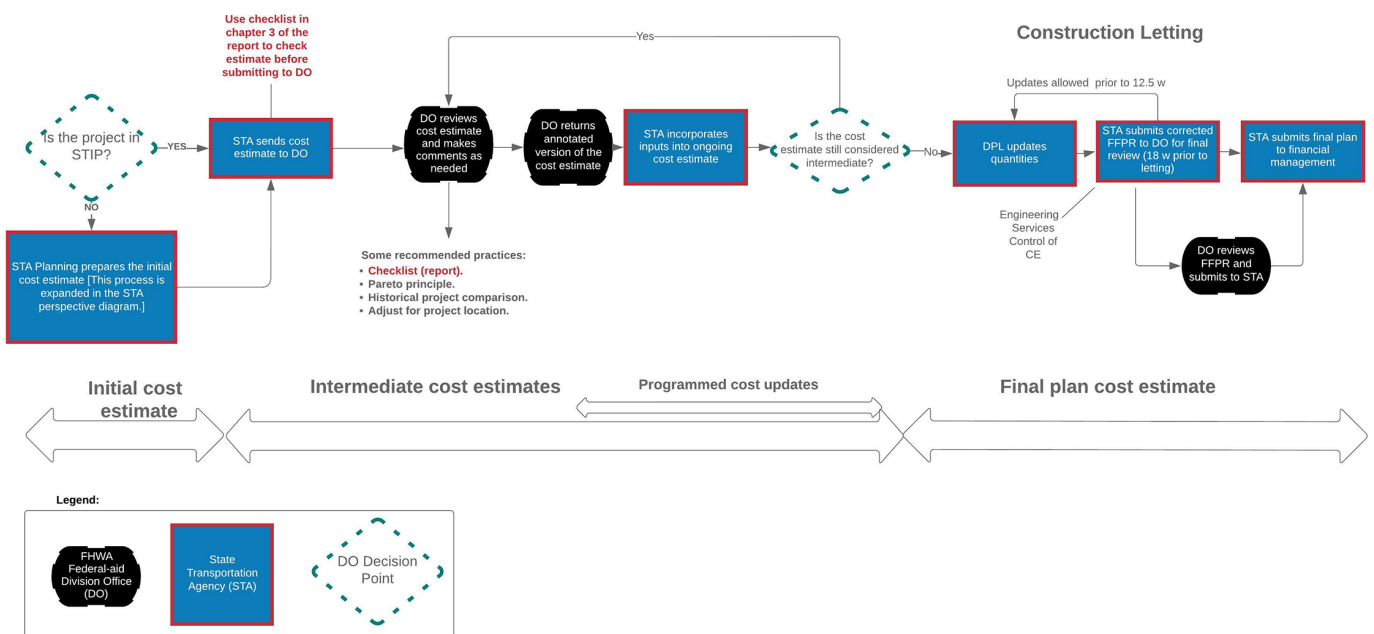 Use checklist in
chapter 3 of the
report to check
estimate before
submitting to DO
Is the project in
STIP?
YES
NO
STA sends cost
estimate to DO
STA Planning prepares the initial
cost estimate [This process is
expanded in the STA
perspective diagram.]
Yes
DO reviews
cost estimate
and makes
comments as
needed
DO returns
annotated
version of the
cost estimate
STA incorporates
inputs into ongoing
cost estimate
Is the cost
estimate still considered
intermediate?
No
Some recommended practices:
• Checklist (report).
• Pareto principle.
• Historical project comparison.
• Adjust for project location.
Construction Letting
Updates allowed prior to 12.5 w
DPL updates
quantities
STA submits corrected
FFPR to DO for final
review (18 w prior to
letting)
STA submits final plan
to financial
management
Engineering
Services
Control of
CE
DO reviews
FFPR and
submits to STA
Initial cost
estimate
Intermediate cost estimates
Programmed cost updates
Final plan cost estimate
Legend:
FHWA
Federal-aid
Division Office
(DO)
State
Transportation
Agency (STA)
DO Decision
Point